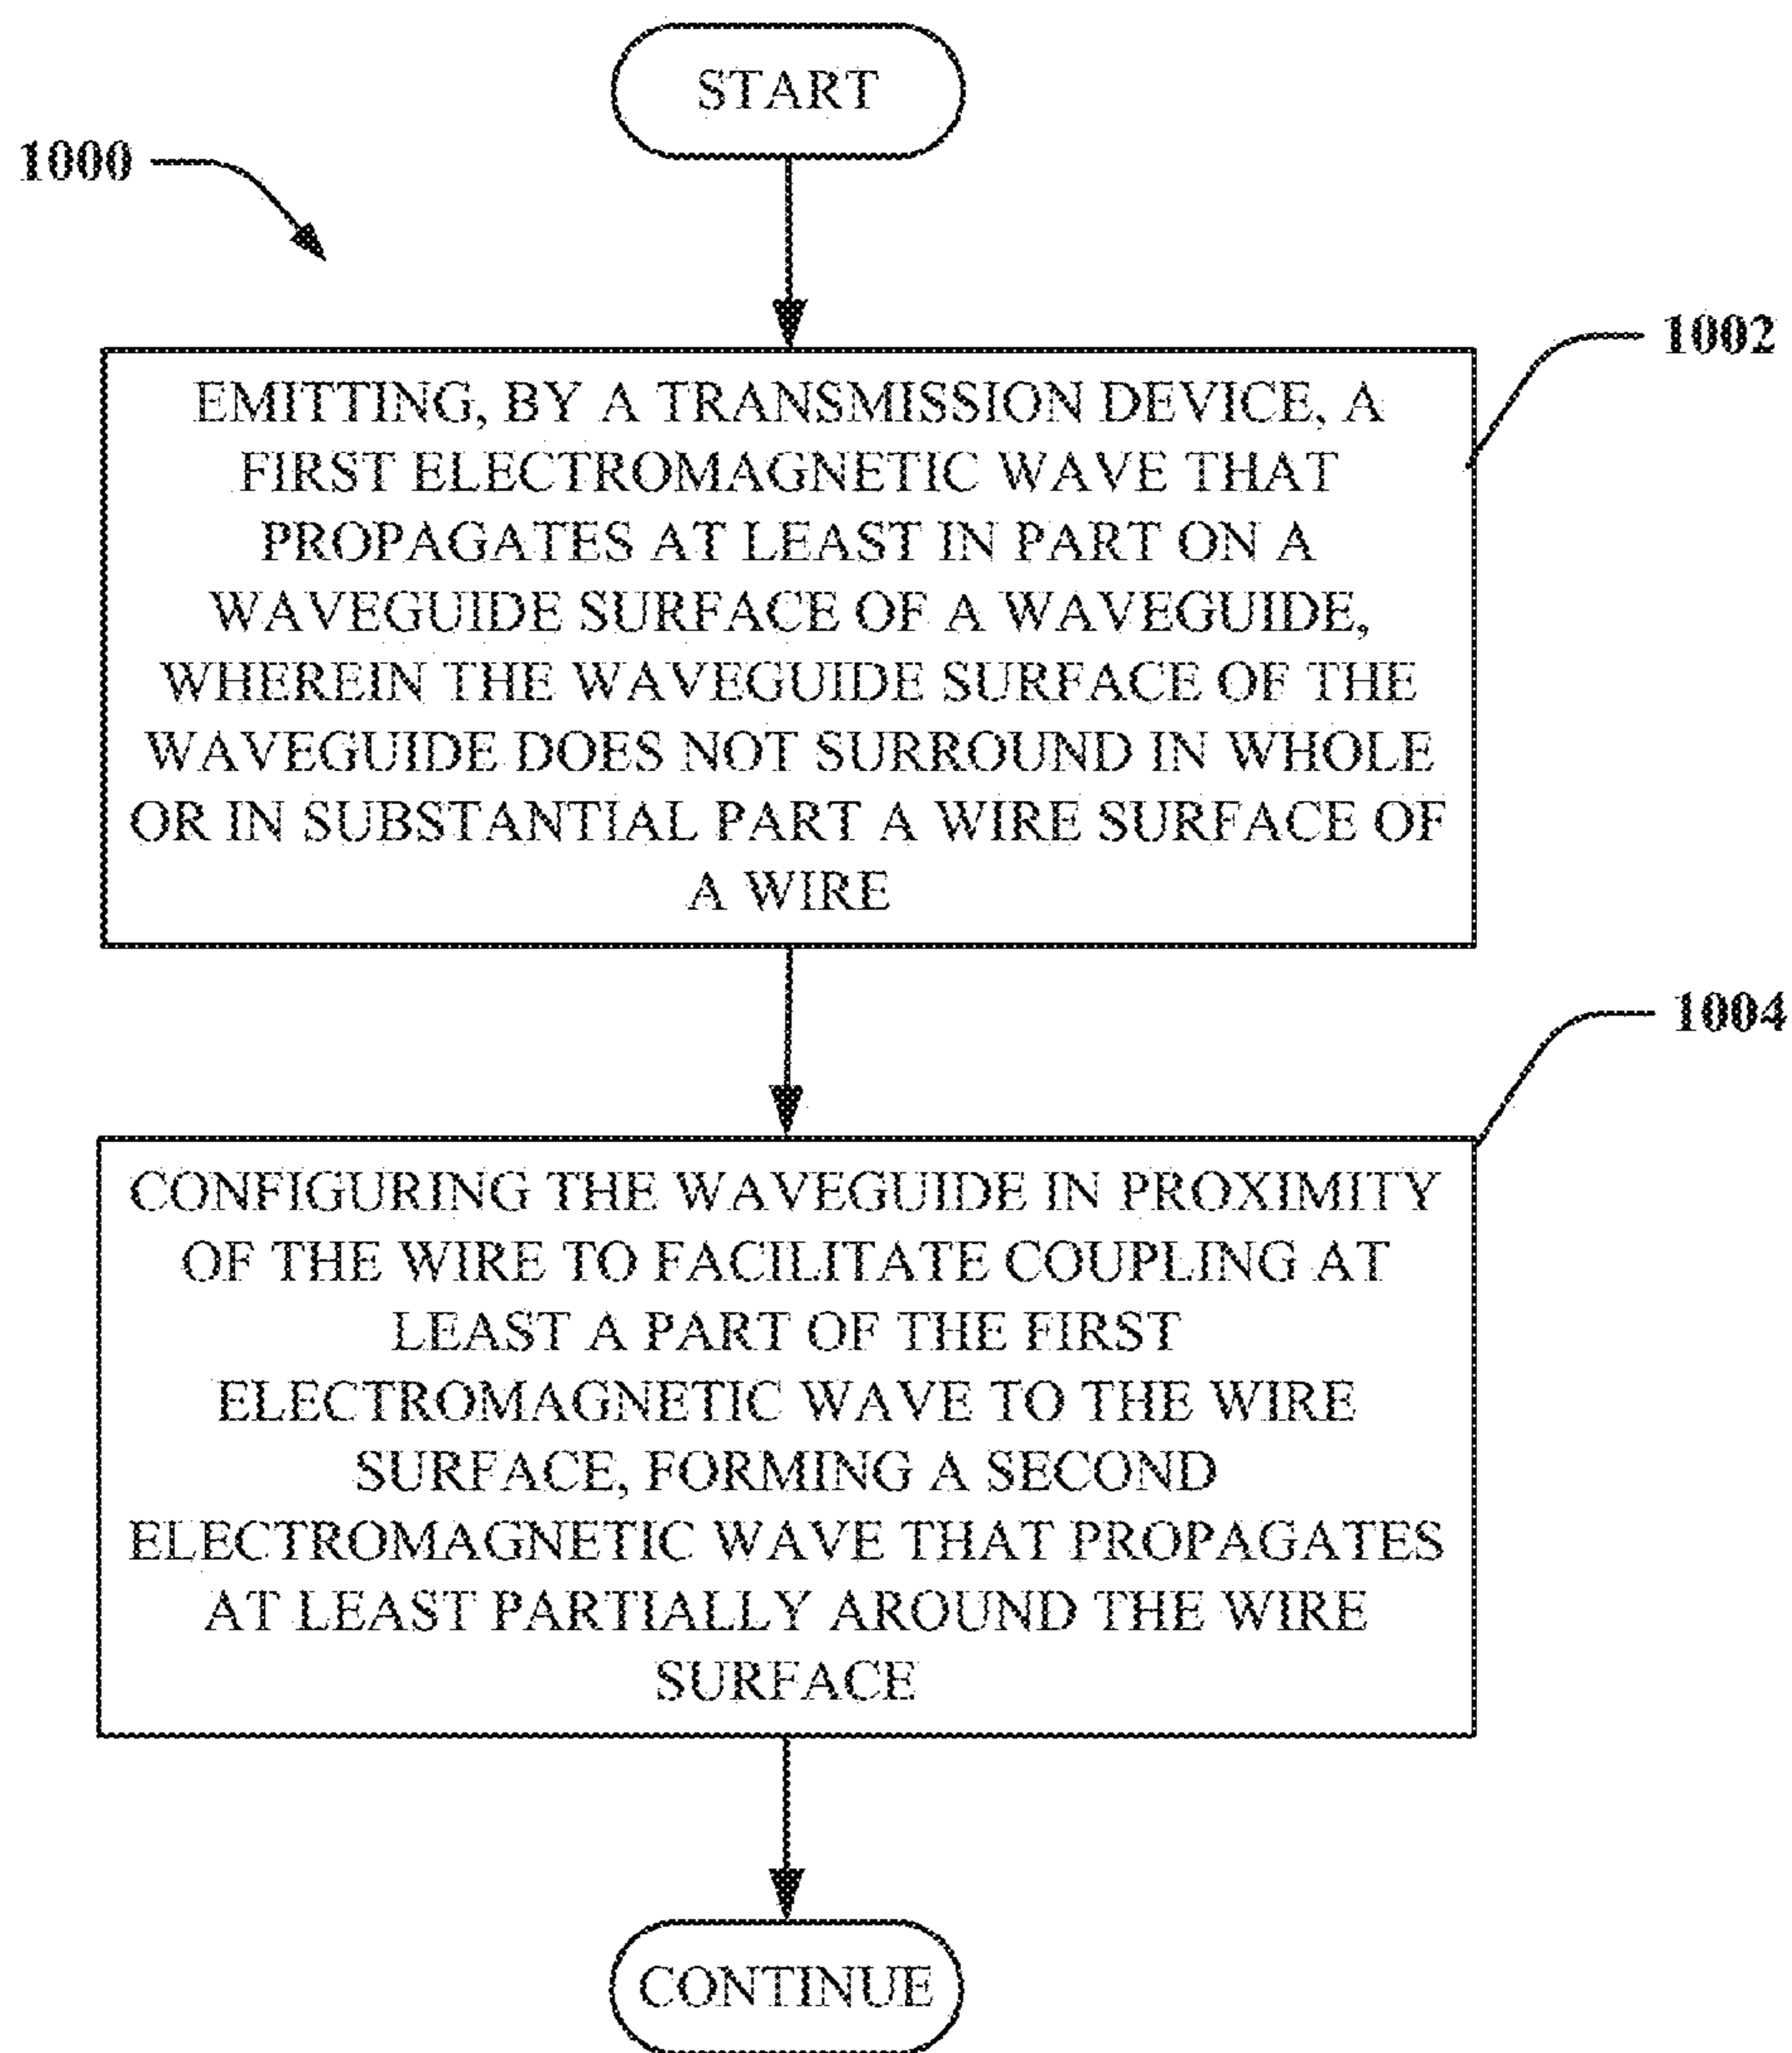 START
1000
1002
EMITTING, BY A TRANSMISSION DEVICE, A
FIRST ELECTROMAGNETIC WAVE THAT
PROPAGATES AT LEAST IN PART ON A
WAVEGUIDE SURFACE OF A WAVEGUIDE,
WHEREIN THE WAVEGUIDE SURFACE OF THE
WAVEGUIDE DOES NOT SURROUND IN WHOLE
OR IN SUBSTANTIAL PART A WIRE SURFACE OF
A WIRE
1004
CONFIGURING THE WAVEGUIDE IN PROXIMITY
OF THE WIRE TO FACILITATE COUPLING AT
LEAST A PART OF THE FIRST
ELECTROMAGNETIC WAVE TO THE WIRE
SURFACE, FORMING A SECOND
ELECTROMAGNETIC WAVE THAT PROPAGATES
AT LEAST PARTIALLY AROUND THE WIRE
SURFACE
CONTINUE